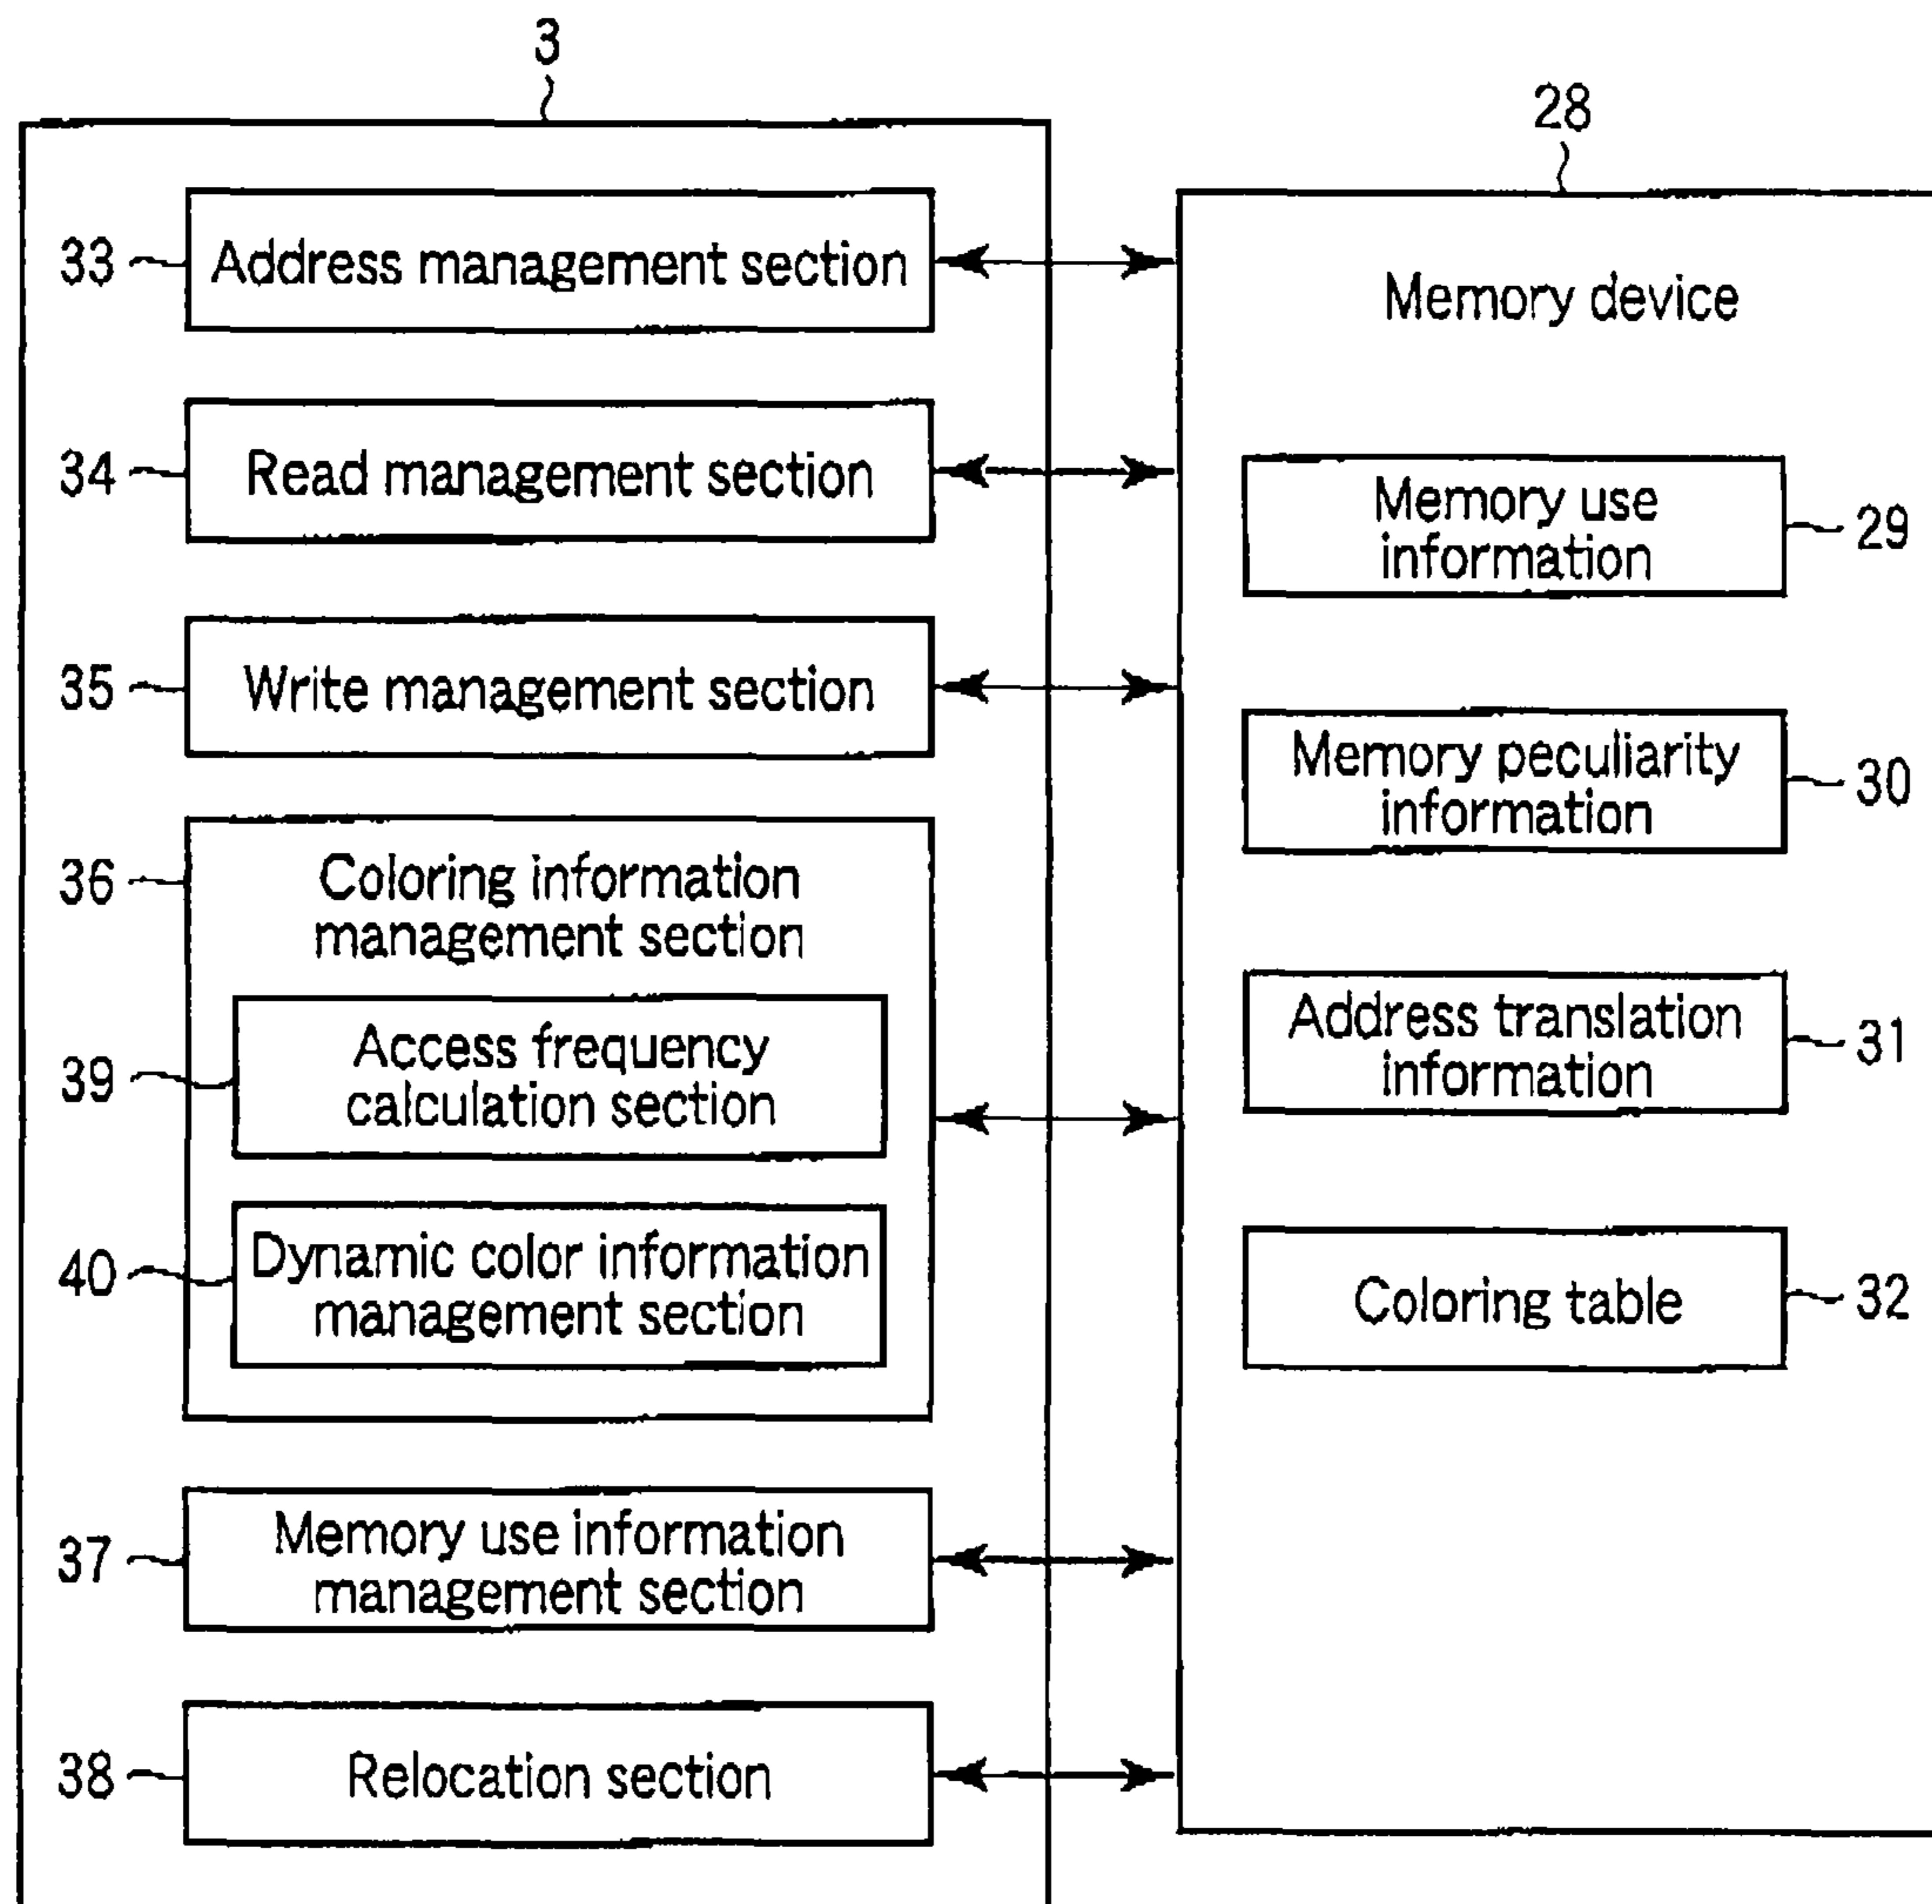 3
28
33
Address management section
Memory device
34
Read management section
Memory use
information
29
35
Write management section
Memory peculiarity
information
30
36
Coloring information
management section
39
Access frequency
calculation section
Address translation
information
31
40
Dynamic color information
management section
Coloring table
32
37
Memory use information
management section
38
Relocation section